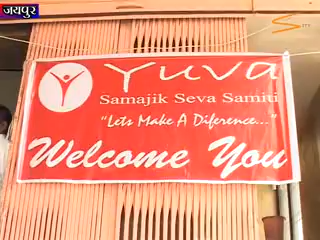 जयपुर
Yuva
Samajik Seva Samiti
"Lets Make A Diference..."
Welcome You